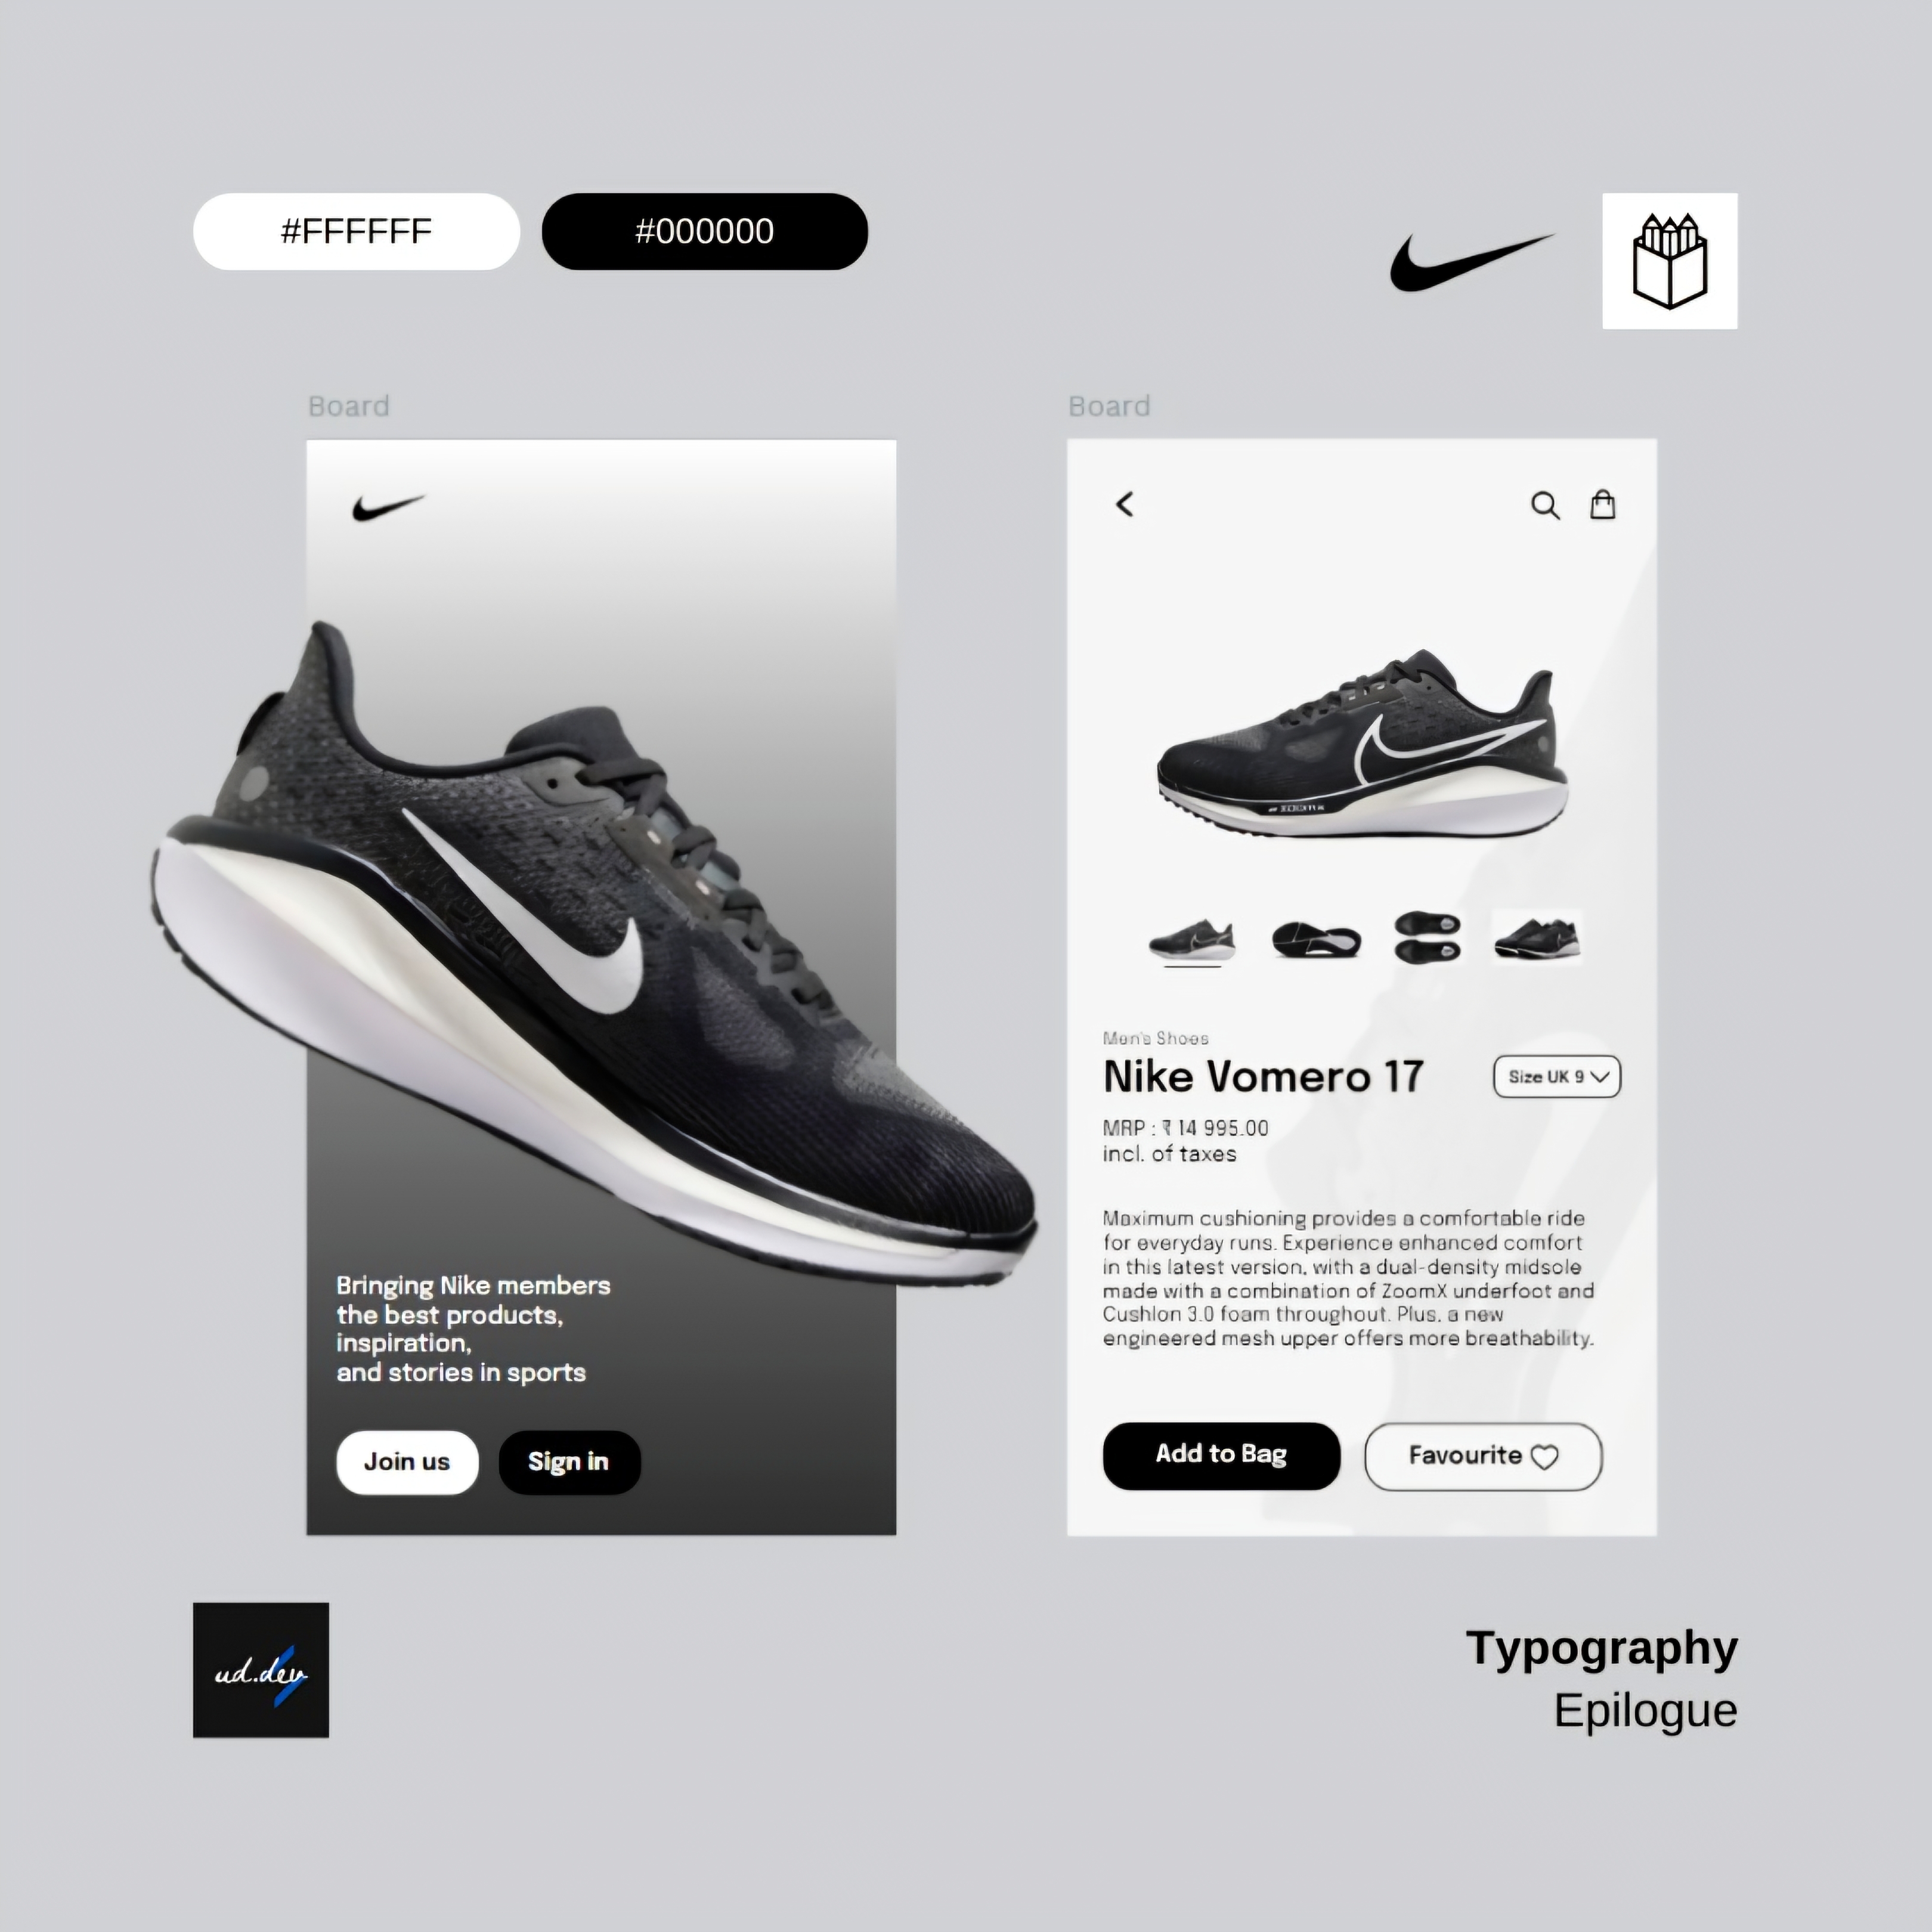 #FFFFFF
#000000
Board
Board
Bringing Nike members
the best products,
inspiration,
and stories in sports
Join us
Sign in
Men's Shoes
Nike Vomero 17
Size UK 9
MRP : ₹ 14 995.00
incl. of taxes
Maximum cushioning provides a comfortable ride
for everyday runs. Experience enhanced comfort
in this latest version, with a dual-density midsole
made with a combination of ZoomX underfoot and
Cushlon 3.0 foam throughout. Plus, a new
engineered mesh upper offers more breathability.
Add to Bag
Favourite
ud.dev
Typography
Epilogue